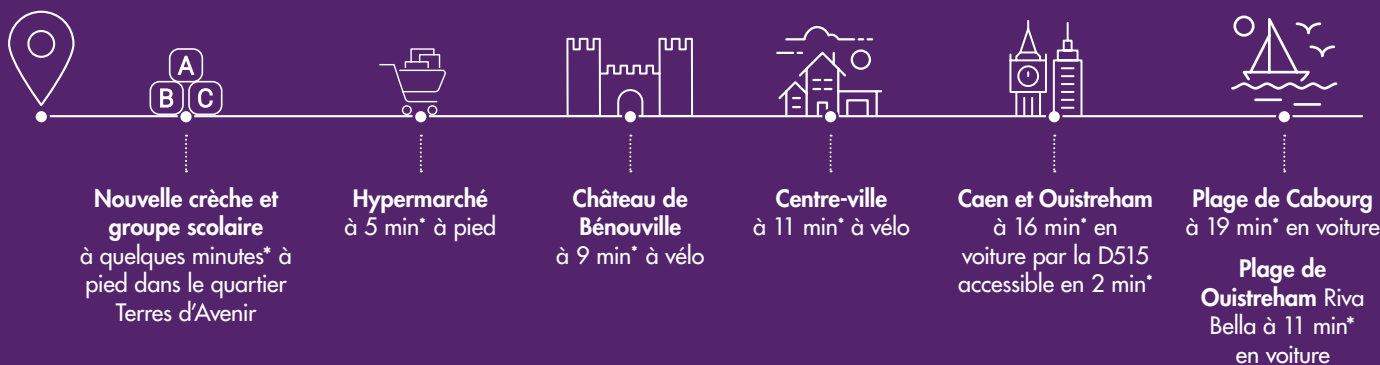 A
B C
Nouvelle crèche et
groupe scolaire
à quelques minutes* à
pied dans le quartier
Terres d'Avenir
Hypermarché
à 5 min* à pied
Château de
Bénouville
à 9 min* à vélo
Centre-ville
à 11 min* à vélo
Caen et Ouistreham
à 16 min* en
voiture par la D515
accessible en 2 min*
Plage de Cabourg
à 19 min* en voiture
Plage de
Ouistreham Riva
Bella à 11 min*
en voiture